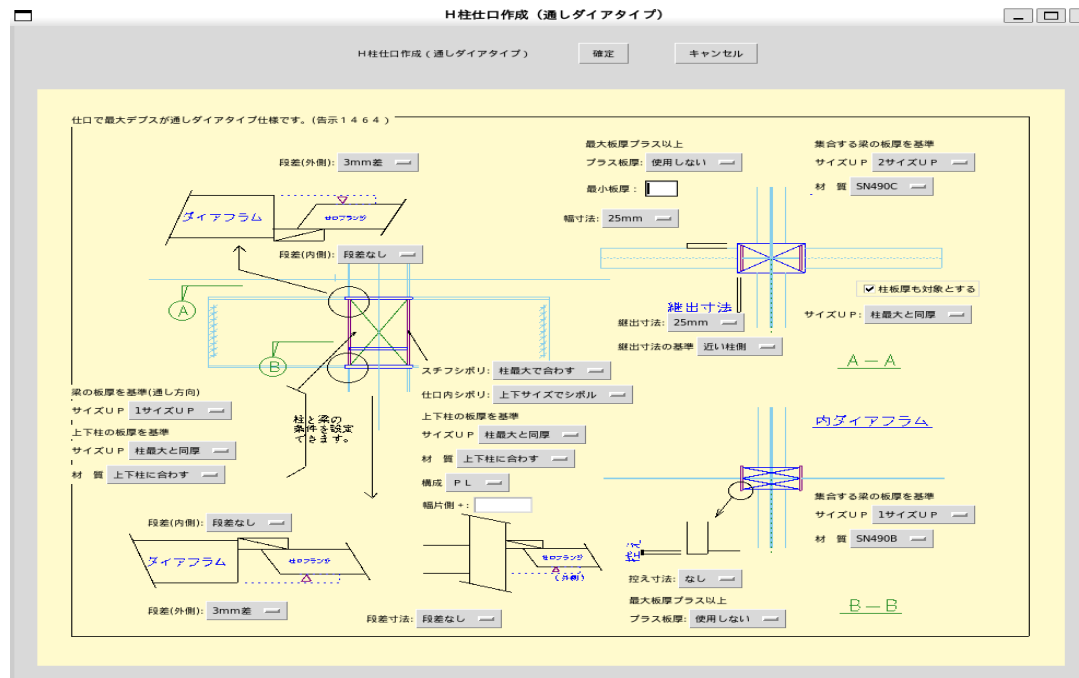 H柱仕口作成（通しダイアタイプ）
H柱仕口作成（通しダイアタイプ） 確定 キャンセル
仕口で最大デプスが通しダイアタイプ仕様です。(告示１４６４)
最大板厚プラス以上
プラス板厚: 使用しない
最小板厚：
幅寸法: 25mm
集合する梁の板厚を基準
サイズＵＰ 2サイズＵＰ
材 質 SN490C
段差(外側): 3mm差
ダイアフラム 仕口フランジ
段差(内側): 段差なし
A
B
継出寸法
継出寸法: 25mm
継出寸法の基準 近い柱側
柱板厚も対象とする
サイズＵＰ: 柱最大と同厚
A－A
スチフシボリ: 柱最大で合わす
仕口内シボリ: 上下サイズでシボル
上下柱の板厚を基準
サイズＵＰ 柱最大と同厚
材 質 上下柱に合わす
構成 ＰＬ
幅片側＋:
梁の板厚を基準(通し方向)
サイズＵＰ 1サイズＵＰ
上下柱の板厚を基準
サイズＵＰ 柱最大と同厚
材 質 上下柱に合わす
柱と梁の
条件を設定
できます。
内ダイアフラム
集合する梁の板厚を基準
サイズＵＰ 1サイズＵＰ
材 質 SN490B
段差(内側): 段差なし
ダイアフラム 仕口フランジ
段差(外側): 3mm差
仕口フランジ
(外側)
段差寸法: 段差なし
控え
控え寸法: なし
最大板厚プラス以上
プラス板厚: 使用しない
B－B